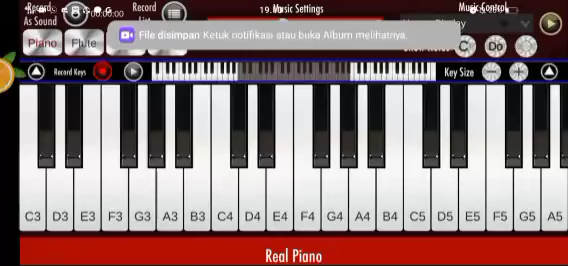 Record
As Sound
00:00:00
Record
List
19.
Music Settings
Music Control
Display
Piano
Flute
File disimpan Ketuk notifikasi atau buka Album melihatnya.
C
Do
Record Keys
Key Size
C3 D3 E3 F3 G3 A3 B3 C4 D4 E4 F4 G4 A4 B4 C5 D5 E5 F5 G5 A5
Real Piano